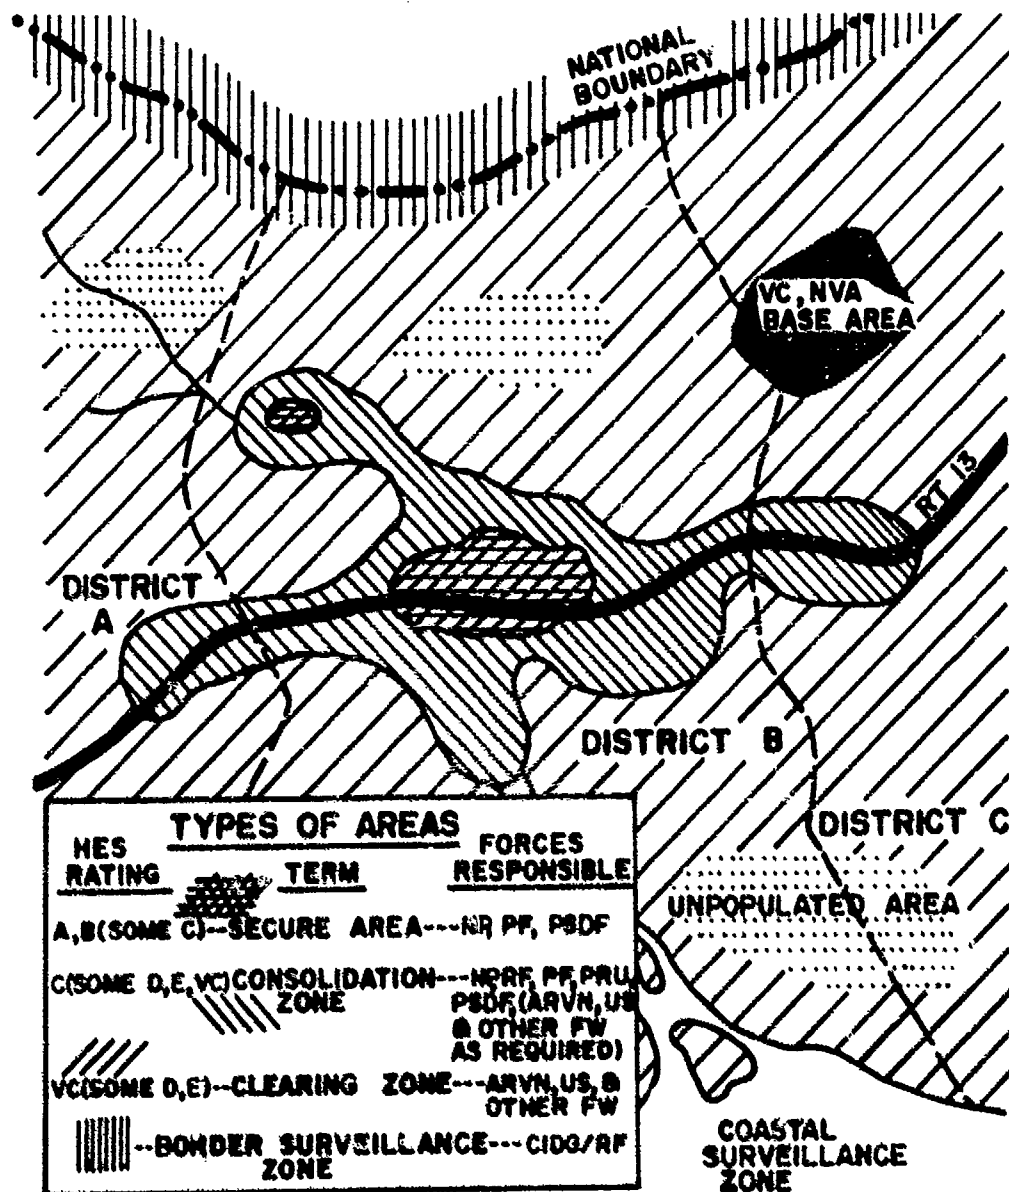 NATIONAL
BOUNDARY
VC, NVA
BASE AREA
RT 13
DISTRICT
A
DISTRICT B
DISTRICT C
UNPOPULATED AREA
TYPES OF AREAS
HES
RATING
TERM
FORCES
RESPONSIBLE
A,B(SOME C)--SECURE AREA---NP, PF, PSDF
C(SOME D,E,VC) CONSOLIDATION---NP,RF, PF, PRU,
ZONE PSDF,(ARVN,US
& OTHER FW
AS REQUIRED)
VC(SOME D,E)--CLEARING ZONE---ARVN,US,&
OTHER FW
--BORDER SURVEILLANCE---CIDG/RF
ZONE
COASTAL
SURVEILLANCE
ZONE